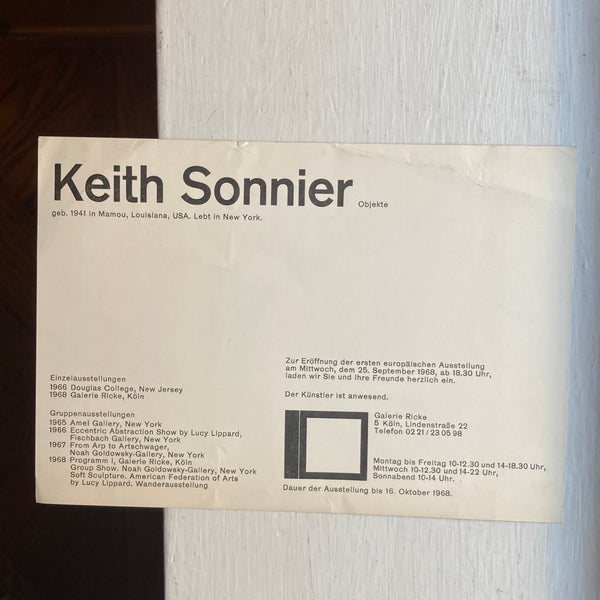 Keith Sonnier Objekte
geb. 1941 in Mamou, Louisiana, USA. Lebt in New York.
Einzelausstellungen
1966 Douglas College, New Jersey
1968 Galerie Ricke, Köln
Gruppenausstellungen
1965 Amel Gallery, New York
1966 Eccentric Abstraction Show by Lucy Lippard,
Fischbach Gallery, New York
1967 From Arp to Artschwager,
Noah Goldowsky-Gallery, New York
1968 Programm I, Galerie Ricke, Köln
Group Show. Noah Goldowsky-Gallery, New York
Soft Sculpture. American Federation of Arts
by Lucy Lippard. Wanderausstellung
Zur Eröffnung der ersten europäischen Ausstellung
am Mittwoch, dem 25. September 1968, ab 18.30 Uhr,
laden wir Sie und Ihre Freunde herzlich ein.
Der Künstler ist anwesend.
Galerie Ricke
5 Köln, Lindenstraße 22
Telefon 02 21 / 23 05 98
Montag bis Freitag 10-12.30 und 14-18.30 Uhr,
Mittwoch 10-12.30 und 14-22 Uhr,
Sonnabend 10-14 Uhr.
Dauer der Ausstellung bis 16. Oktober 1968.